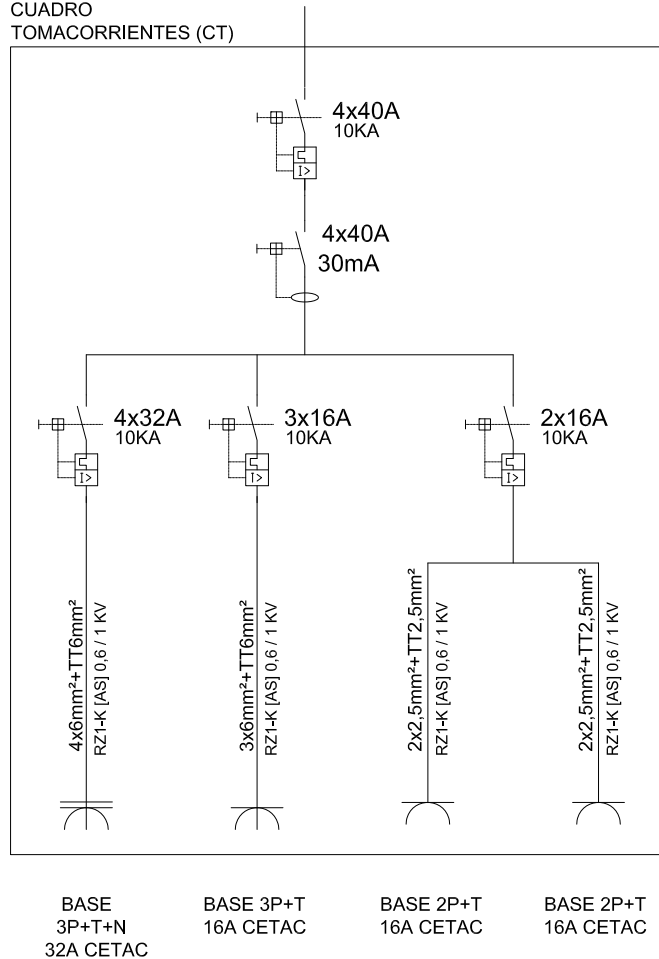 CUADRO
TOMACORRIENTES (CT)
4x40A
10KA
I>
4x40A
30mA
4x32A
10KA
I>
3x16A
10KA
I>
2x16A
10KA
I>
4x6mm²+TT6mm²
RZ1-K [AS] 0,6 / 1 KV
3x6mm²+TT6mm²
RZ1-K [AS] 0,6 / 1 KV
2x2,5mm²+TT2,5mm²
RZ1-K [AS] 0,6 / 1 KV
2x2,5mm²+TT2,5mm²
RZ1-K [AS] 0,6 / 1 KV
BASE
3P+T+N
32A CETAC
BASE 3P+T
16A CETAC
BASE 2P+T
16A CETAC
BASE 2P+T
16A CETAC